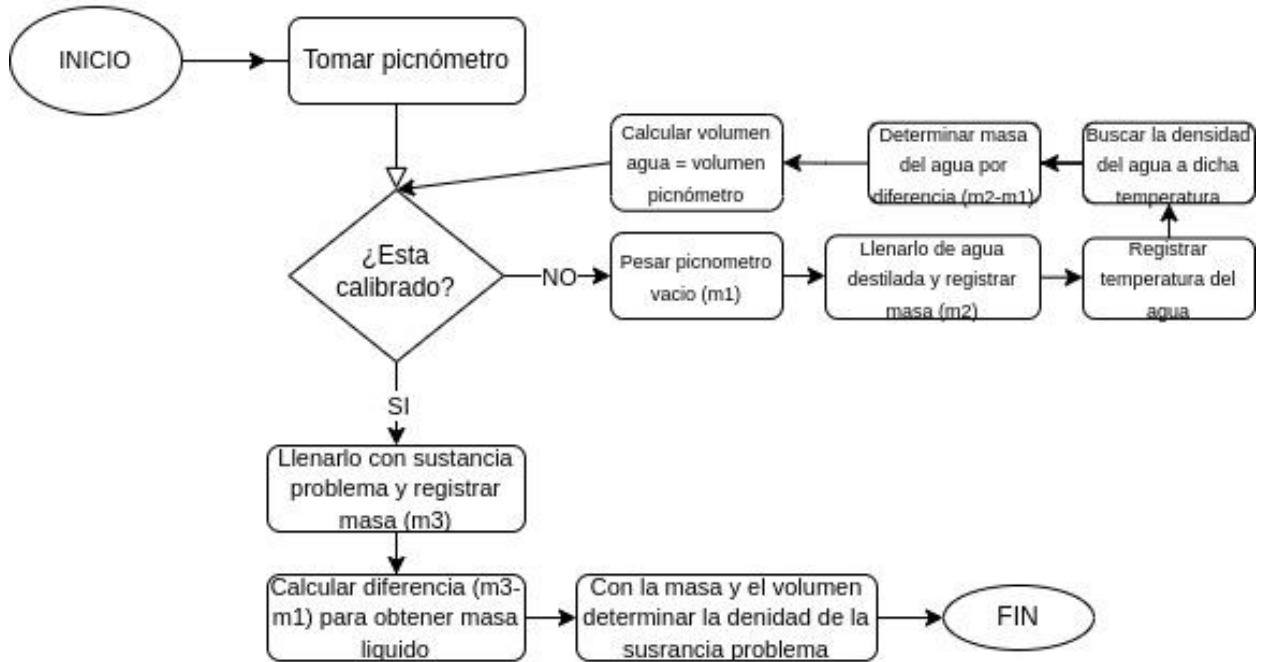 INICIO
Tomar picnómetro
¿Esta
calibrado?
NO
Pesar picnometro
vacio (m1)
Llenarlo de agua
destilada y registrar
masa (m2)
Registrar
temperatura del
agua
Buscar la densidad
del agua a dicha
temperatura
Determinar masa
del agua por
diferencia (m2-m1)
Calcular volumen
agua = volumen
picnómetro
SI
Llenarlo con sustancia
problema y registrar
masa (m3)
Calcular diferencia (m3-
m1) para obtener masa
liquido
Con la masa y el volumen
determinar la denidad de la
susrancia problema
FIN